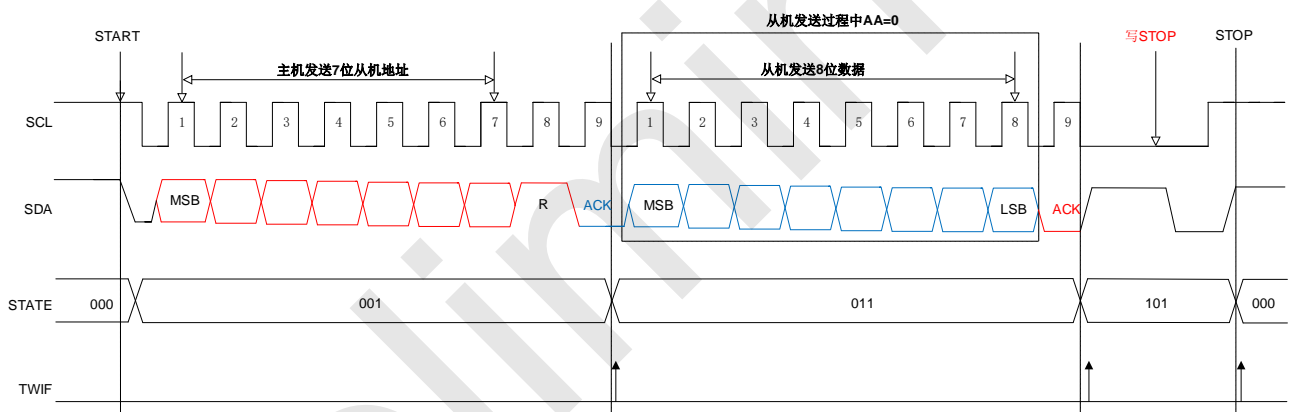 从机发送过程中AA=0
START
写STOP
STOP
主机发送7位从机地址
从机发送8位数据
SCL
1 2 3 4 5 6 7 8 9 1 2 3 4 5 6 7 8 9
SDA
MSB R ACK MSB LSB ACK
STATE 000 001 011 101 000
TWIF